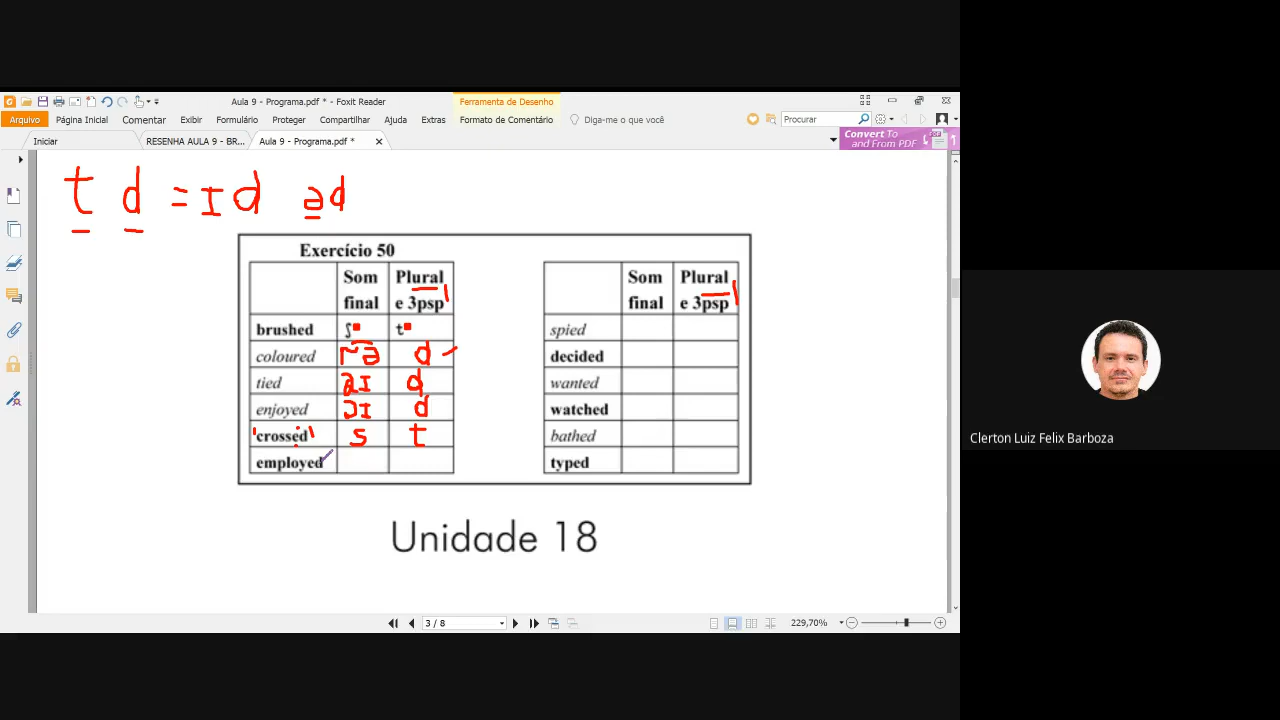 Aula 9 - Programa.pdf * - Foxit Reader
Ferramenta de Desenho
Arquivo Página Inicial Comentar Exibir Formulário Proteger Compartilhar Ajuda Extras Formato de Comentário Diga-me o que você Procurar
Iniciar RESENHA AULA 9 - BR... Aula 9 - Programa.pdf *
Convert To
and From PDF
t d = ɪd əd
Exercício 50
Som final Plural e 3psp
brushed ʃ t
coloured d
tied aɪ d
enjoyed ɔɪ d
crossed s t
employed
Som final Plural e 3psp
spied
decided
wanted
watched
bathed
typed
Unidade 18
3 / 8
229,70%
Clerton Luiz Felix Barboza